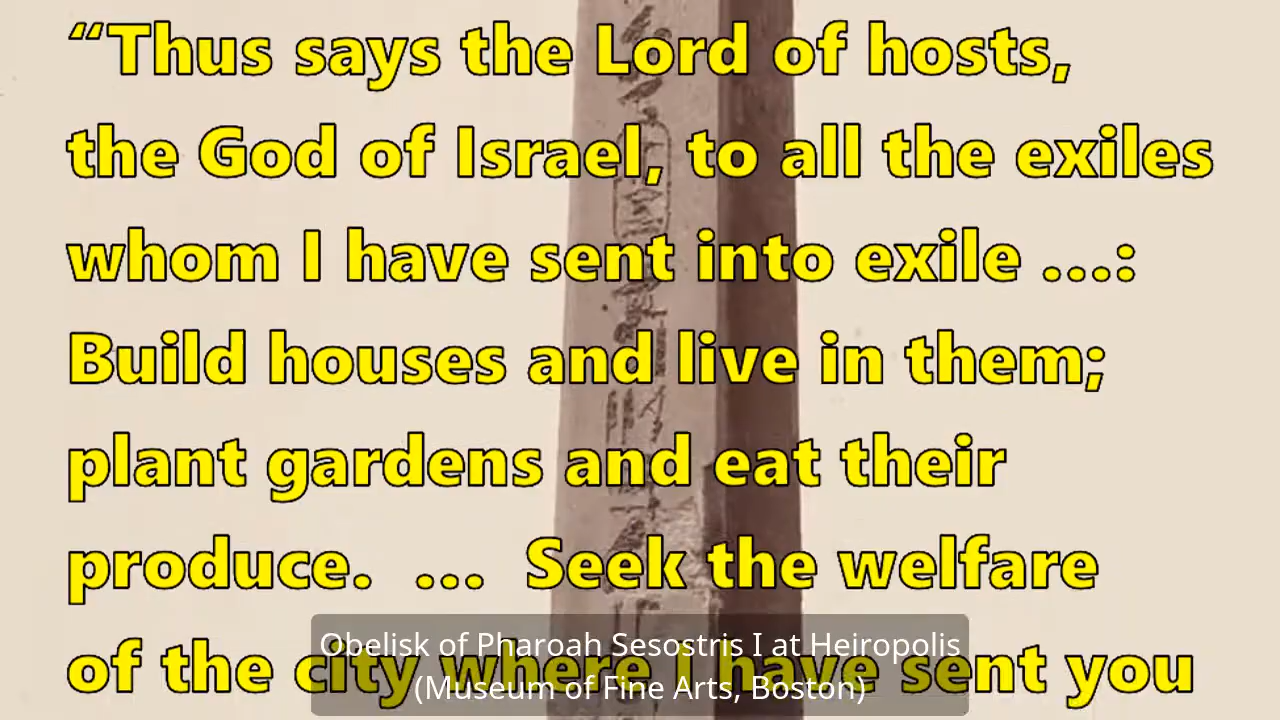 “Thus says the Lord of hosts,
the God of Israel, to all the exiles
whom I have sent into exile …:
Build houses and live in them;
plant gardens and eat their
produce.  …  Seek the welfare
of the city where I have sent you
Obelisk of Pharoah Sesostris I at Heiropolis
(Museum of Fine Arts, Boston)